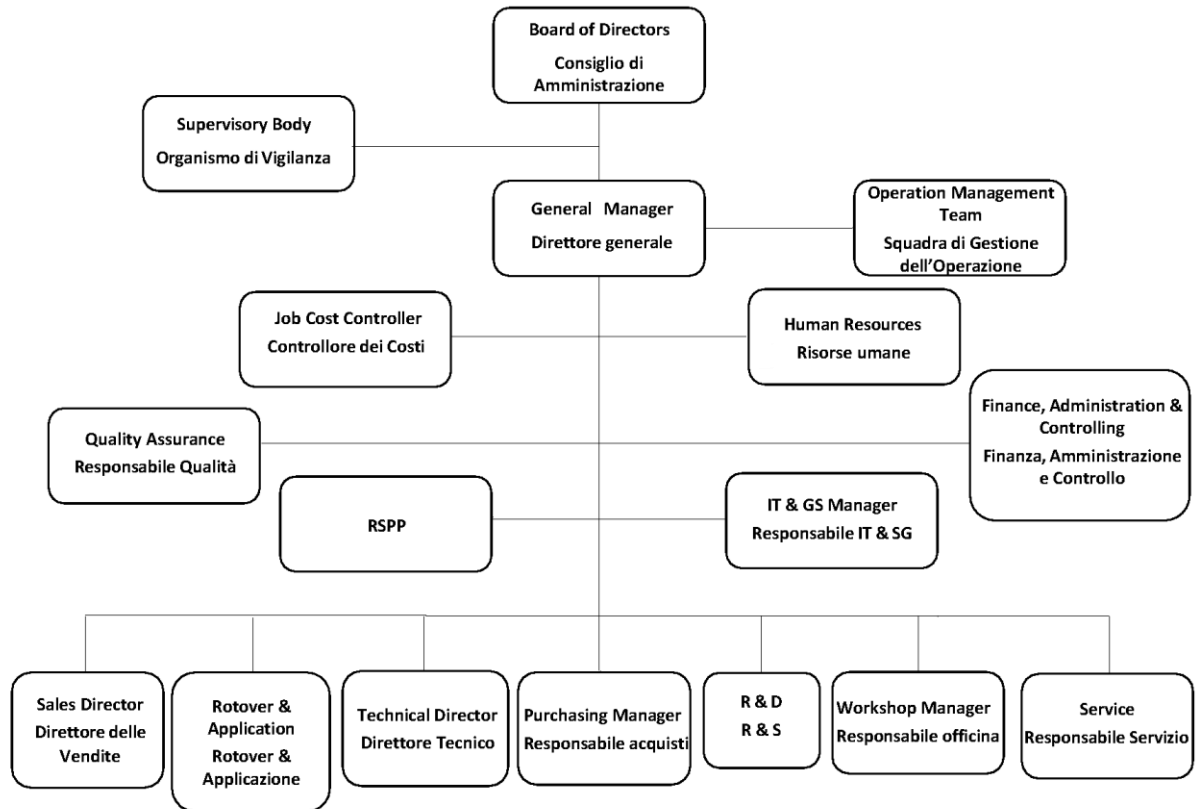 Board of Directors
Consiglio di
Amministrazione
Supervisory Body
Organismo di Vigilanza
General Manager
Direttore generale
Operation Management
Team
Squadra di Gestione
dell'Operazione
Job Cost Controller
Controllore dei Costi
Human Resources
Risorse umane
Quality Assurance
Responsabile Qualità
Finance, Administration &
Controlling
Finanza, Amministrazione
e Controllo
RSPP
IT & GS Manager
Responsabile IT & SG
Sales Director
Direttore delle
Vendite
Rotover &
Application
Rotover &
Applicazione
Technical Director
Direttore Tecnico
Purchasing Manager
Responsabile acquisti
R & D
R & S
Workshop Manager
Responsabile officina
Service
Responsabile Servizio